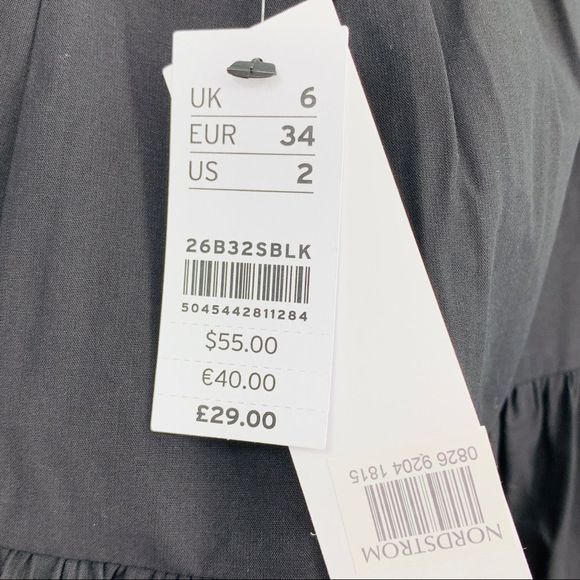 UK 6
EUR 34
US 2
26B32SBLK
5045442811284
$55.00
€40.00
£29.00
0826 9204 1815
NORDSTROM